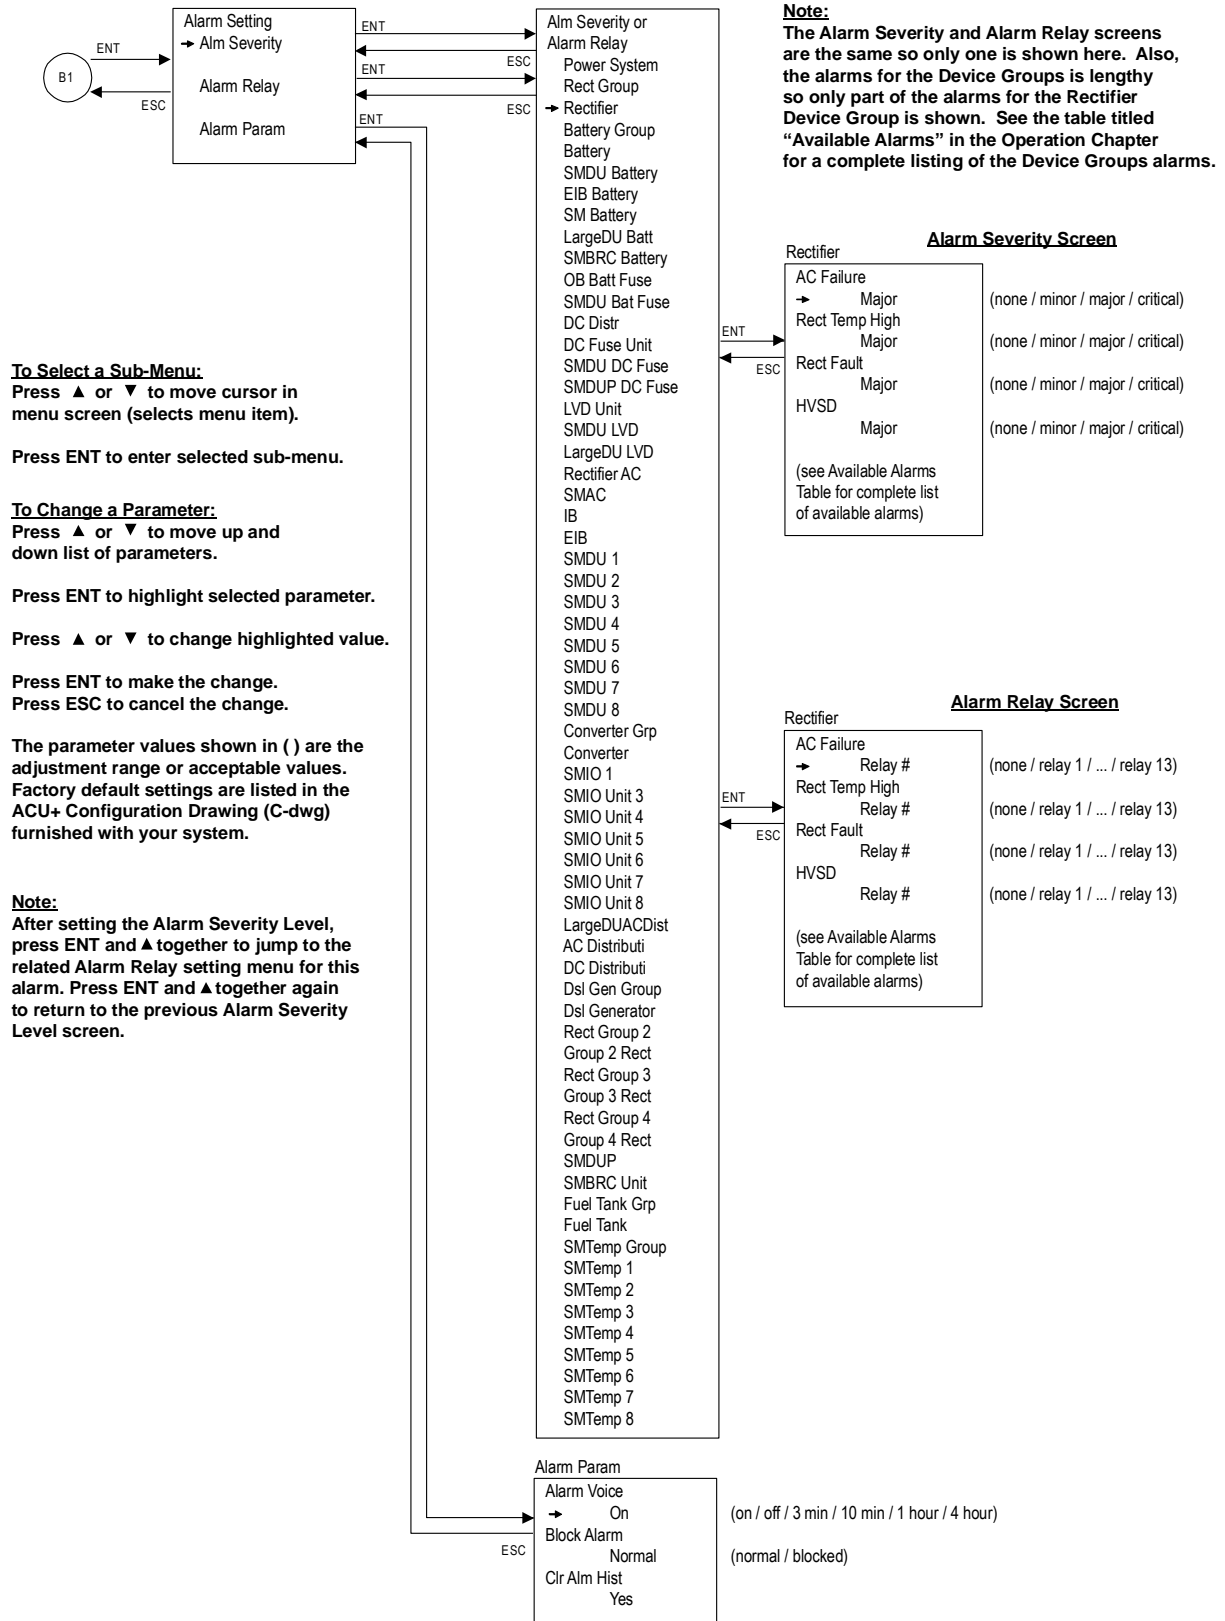 B1
ENT
ESC
Alarm Setting
Alm Severity
Alarm Relay
Alarm Param
ENT
ESC
ENT
ESC
ENT
Alm Severity or
Alarm Relay
Power System
Rect Group
Rectifier
Battery Group
Battery
SMDU Battery
EIB Battery
SM Battery
LargeDU Batt
SMBRC Battery
OB Batt Fuse
SMDU Bat Fuse
DC Distr
DC Fuse Unit
SMDU DC Fuse
SMDUP DC Fuse
LVD Unit
SMDU LVD
LargeDU LVD
Rectifier AC
SMAC
IB
EIB
SMDU 1
SMDU 2
SMDU 3
SMDU 4
SMDU 5
SMDU 6
SMDU 7
SMDU 8
Converter Grp
Converter
SMIO 1
SMIO Unit 3
SMIO Unit 4
SMIO Unit 5
SMIO Unit 6
SMIO Unit 7
SMIO Unit 8
LargeDUACDist
AC Distributi
DC Distributi
Dsl Gen Group
Dsl Generator
Rect Group 2
Group 2 Rect
Rect Group 3
Group 3 Rect
Rect Group 4
Group 4 Rect
SMDUP
SMBRC Unit
Fuel Tank Grp
Fuel Tank
SMTemp Group
SMTemp 1
SMTemp 2
SMTemp 3
SMTemp 4
SMTemp 5
SMTemp 6
SMTemp 7
SMTemp 8
Note:
The Alarm Severity and Alarm Relay screens
are the same so only one is shown here. Also,
the alarms for the Device Groups is lengthy
so only part of the alarms for the Rectifier
Device Group is shown. See the table titled
“Available Alarms” in the Operation Chapter
for a complete listing of the Device Groups alarms.
Alarm Severity Screen
Rectifier
ENT
ESC
AC Failure
Major (none / minor / major / critical)
Rect Temp High
Major (none / minor / major / critical)
Rect Fault
Major (none / minor / major / critical)
HVSD
Major (none / minor / major / critical)
(see Available Alarms
Table for complete list
of available alarms)
Alarm Relay Screen
Rectifier
ENT
ESC
AC Failure
Relay # (none / relay 1 / ... / relay 13)
Rect Temp High
Relay # (none / relay 1 / ... / relay 13)
Rect Fault
Relay # (none / relay 1 / ... / relay 13)
HVSD
Relay # (none / relay 1 / ... / relay 13)
(see Available Alarms
Table for complete list
of available alarms)
To Select a Sub-Menu:
Press ▲ or ▼ to move cursor in
menu screen (selects menu item).
Press ENT to enter selected sub-menu.
To Change a Parameter:
Press ▲ or ▼ to move up and
down list of parameters.
Press ENT to highlight selected parameter.
Press ▲ or ▼ to change highlighted value.
Press ENT to make the change.
Press ESC to cancel the change.
The parameter values shown in ( ) are the
adjustment range or acceptable values.
Factory default settings are listed in the
ACU+ Configuration Drawing (C-dwg)
furnished with your system.
Note:
After setting the Alarm Severity Level,
press ENT and ▲ together to jump to the
related Alarm Relay setting menu for this
alarm. Press ENT and ▲ together again
to return to the previous Alarm Severity
Level screen.
Alarm Param
ESC
Alarm Voice
On (on / off / 3 min / 10 min / 1 hour / 4 hour)
Block Alarm
Normal (normal / blocked)
Clr Alm Hist
Yes